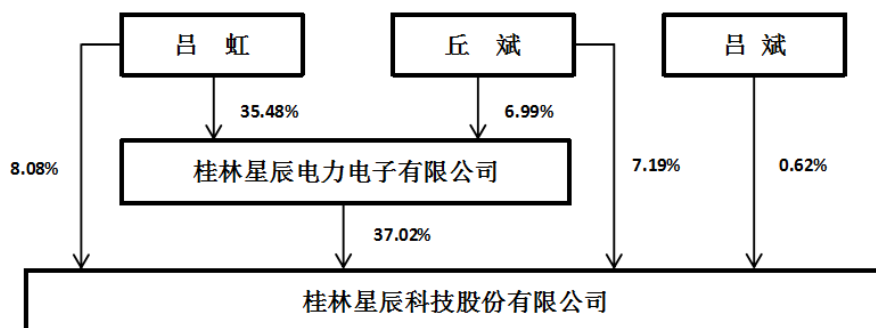 吕 虹
丘 斌
吕 斌
35.48%
6.99%
8.08%
桂林星辰电力电子有限公司
7.19%
0.62%
37.02%
桂林星辰科技股份有限公司